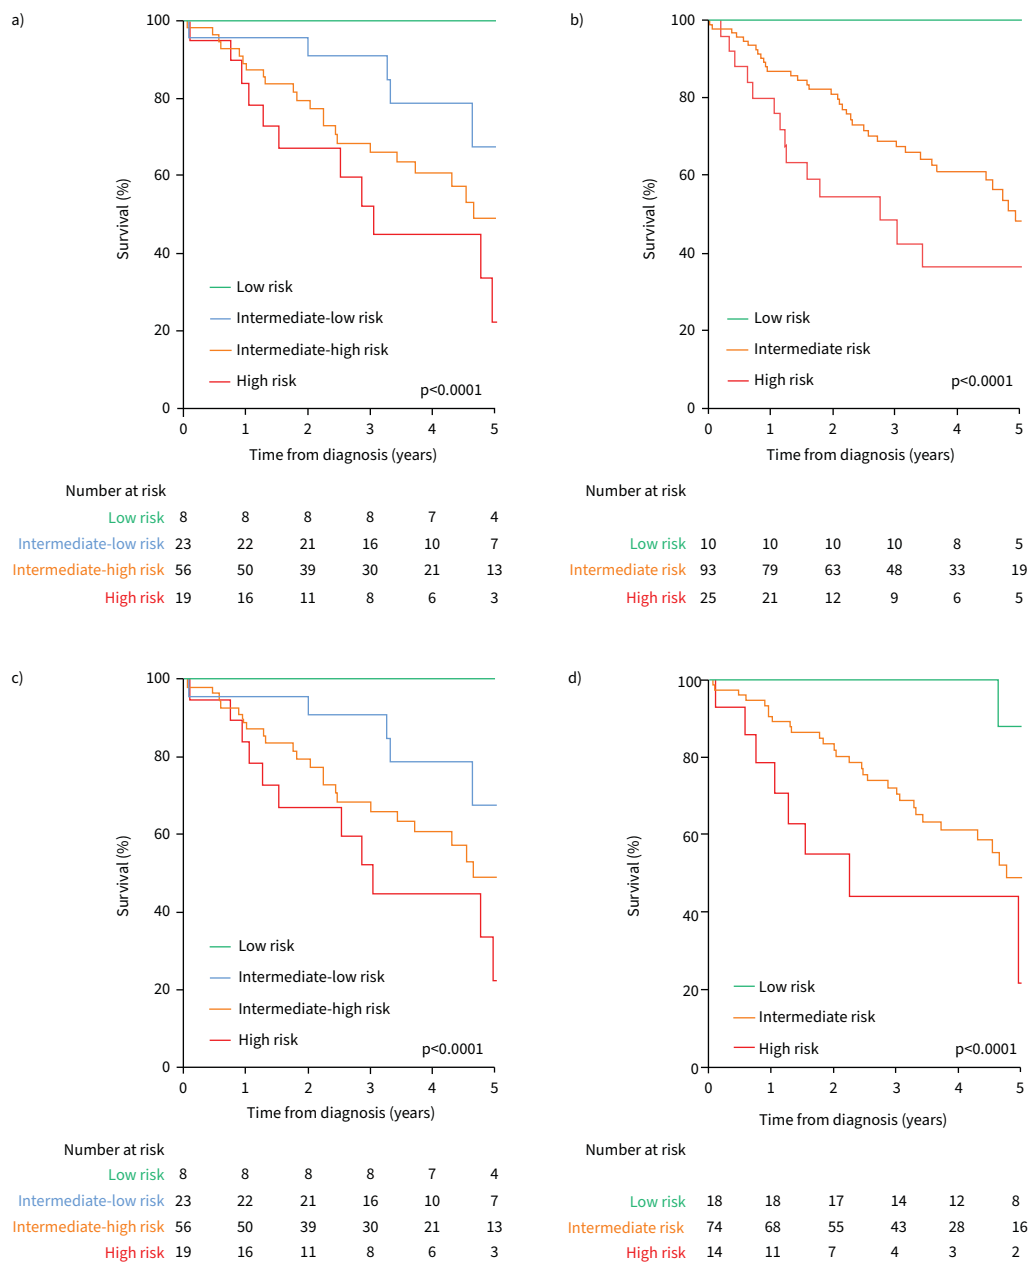 a)
100
80
60
40
20
0
Survival (%)
Low risk
Intermediate-low risk
Intermediate-high risk
High risk
p<0.0001
0 1 2 3 4 5
Time from diagnosis (years)
Number at risk
Low risk 8 8 8 8 7 4
Intermediate-low risk 23 22 21 16 10 7
Intermediate-high risk 56 50 39 30 21 13
High risk 19 16 11 8 6 3
b)
100
80
60
40
20
0
Survival (%)
Low risk
Intermediate risk
High risk
p<0.0001
0 1 2 3 4 5
Time from diagnosis (years)
Number at risk
Low risk 10 10 10 10 8 5
Intermediate risk 93 79 63 48 33 19
High risk 25 21 12 9 6 5
c)
100
80
60
40
20
0
Survival (%)
Low risk
Intermediate-low risk
Intermediate-high risk
High risk
p<0.0001
0 1 2 3 4 5
Time from diagnosis (years)
Number at risk
Low risk 8 8 8 8 7 4
Intermediate-low risk 23 22 21 16 10 7
Intermediate-high risk 56 50 39 30 21 13
High risk 19 16 11 8 6 3
d)
100
80
60
40
20
0
Survival (%)
Low risk
Intermediate risk
High risk
p<0.0001
0 1 2 3 4 5
Time from diagnosis (years)
Number at risk
Low risk 18 18 17 14 12 8
Intermediate risk 74 68 55 43 28 16
High risk 14 11 7 4 3 2